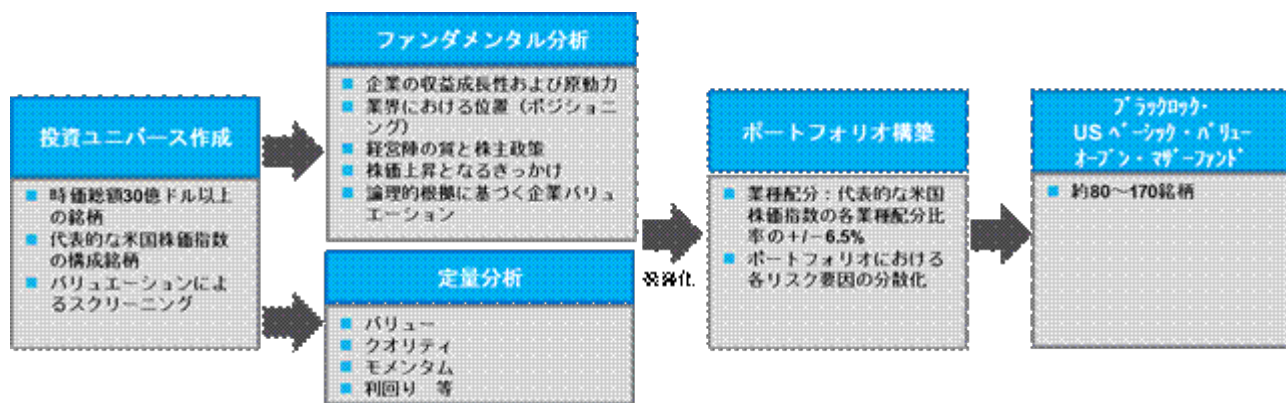 投資ユニバース作成
時価総額30億ドル以上
の銘柄
代表的な米国株価指数
の構成銘柄
バリュエーションによ
るスクリーニング
ファンダメンタル分析
企業の収益成長性および原動力
業界における位置（ポジショニ
ング）
経営陣の質と株主政策
株価上昇となるきっかけ
論理的根拠に基づく企業バリュ
エーション
定量分析
バリュー
クオリティ
モメンタム
利回り 等
ポートフォリオ構築
業種配分：代表的な米国
株価指数の各業種配分比
率の+/−6.5%
ポートフォリオにおける
各リスク要因の分散化
ﾌﾞﾗｯｸﾛｯｸ・
US ﾍﾞｰｼｯｸ・ﾊﾞﾘｭｰ
ｵｰﾌﾟﾝ・ﾏｻﾞｰﾌｧﾝﾄﾞ
約80～170銘柄